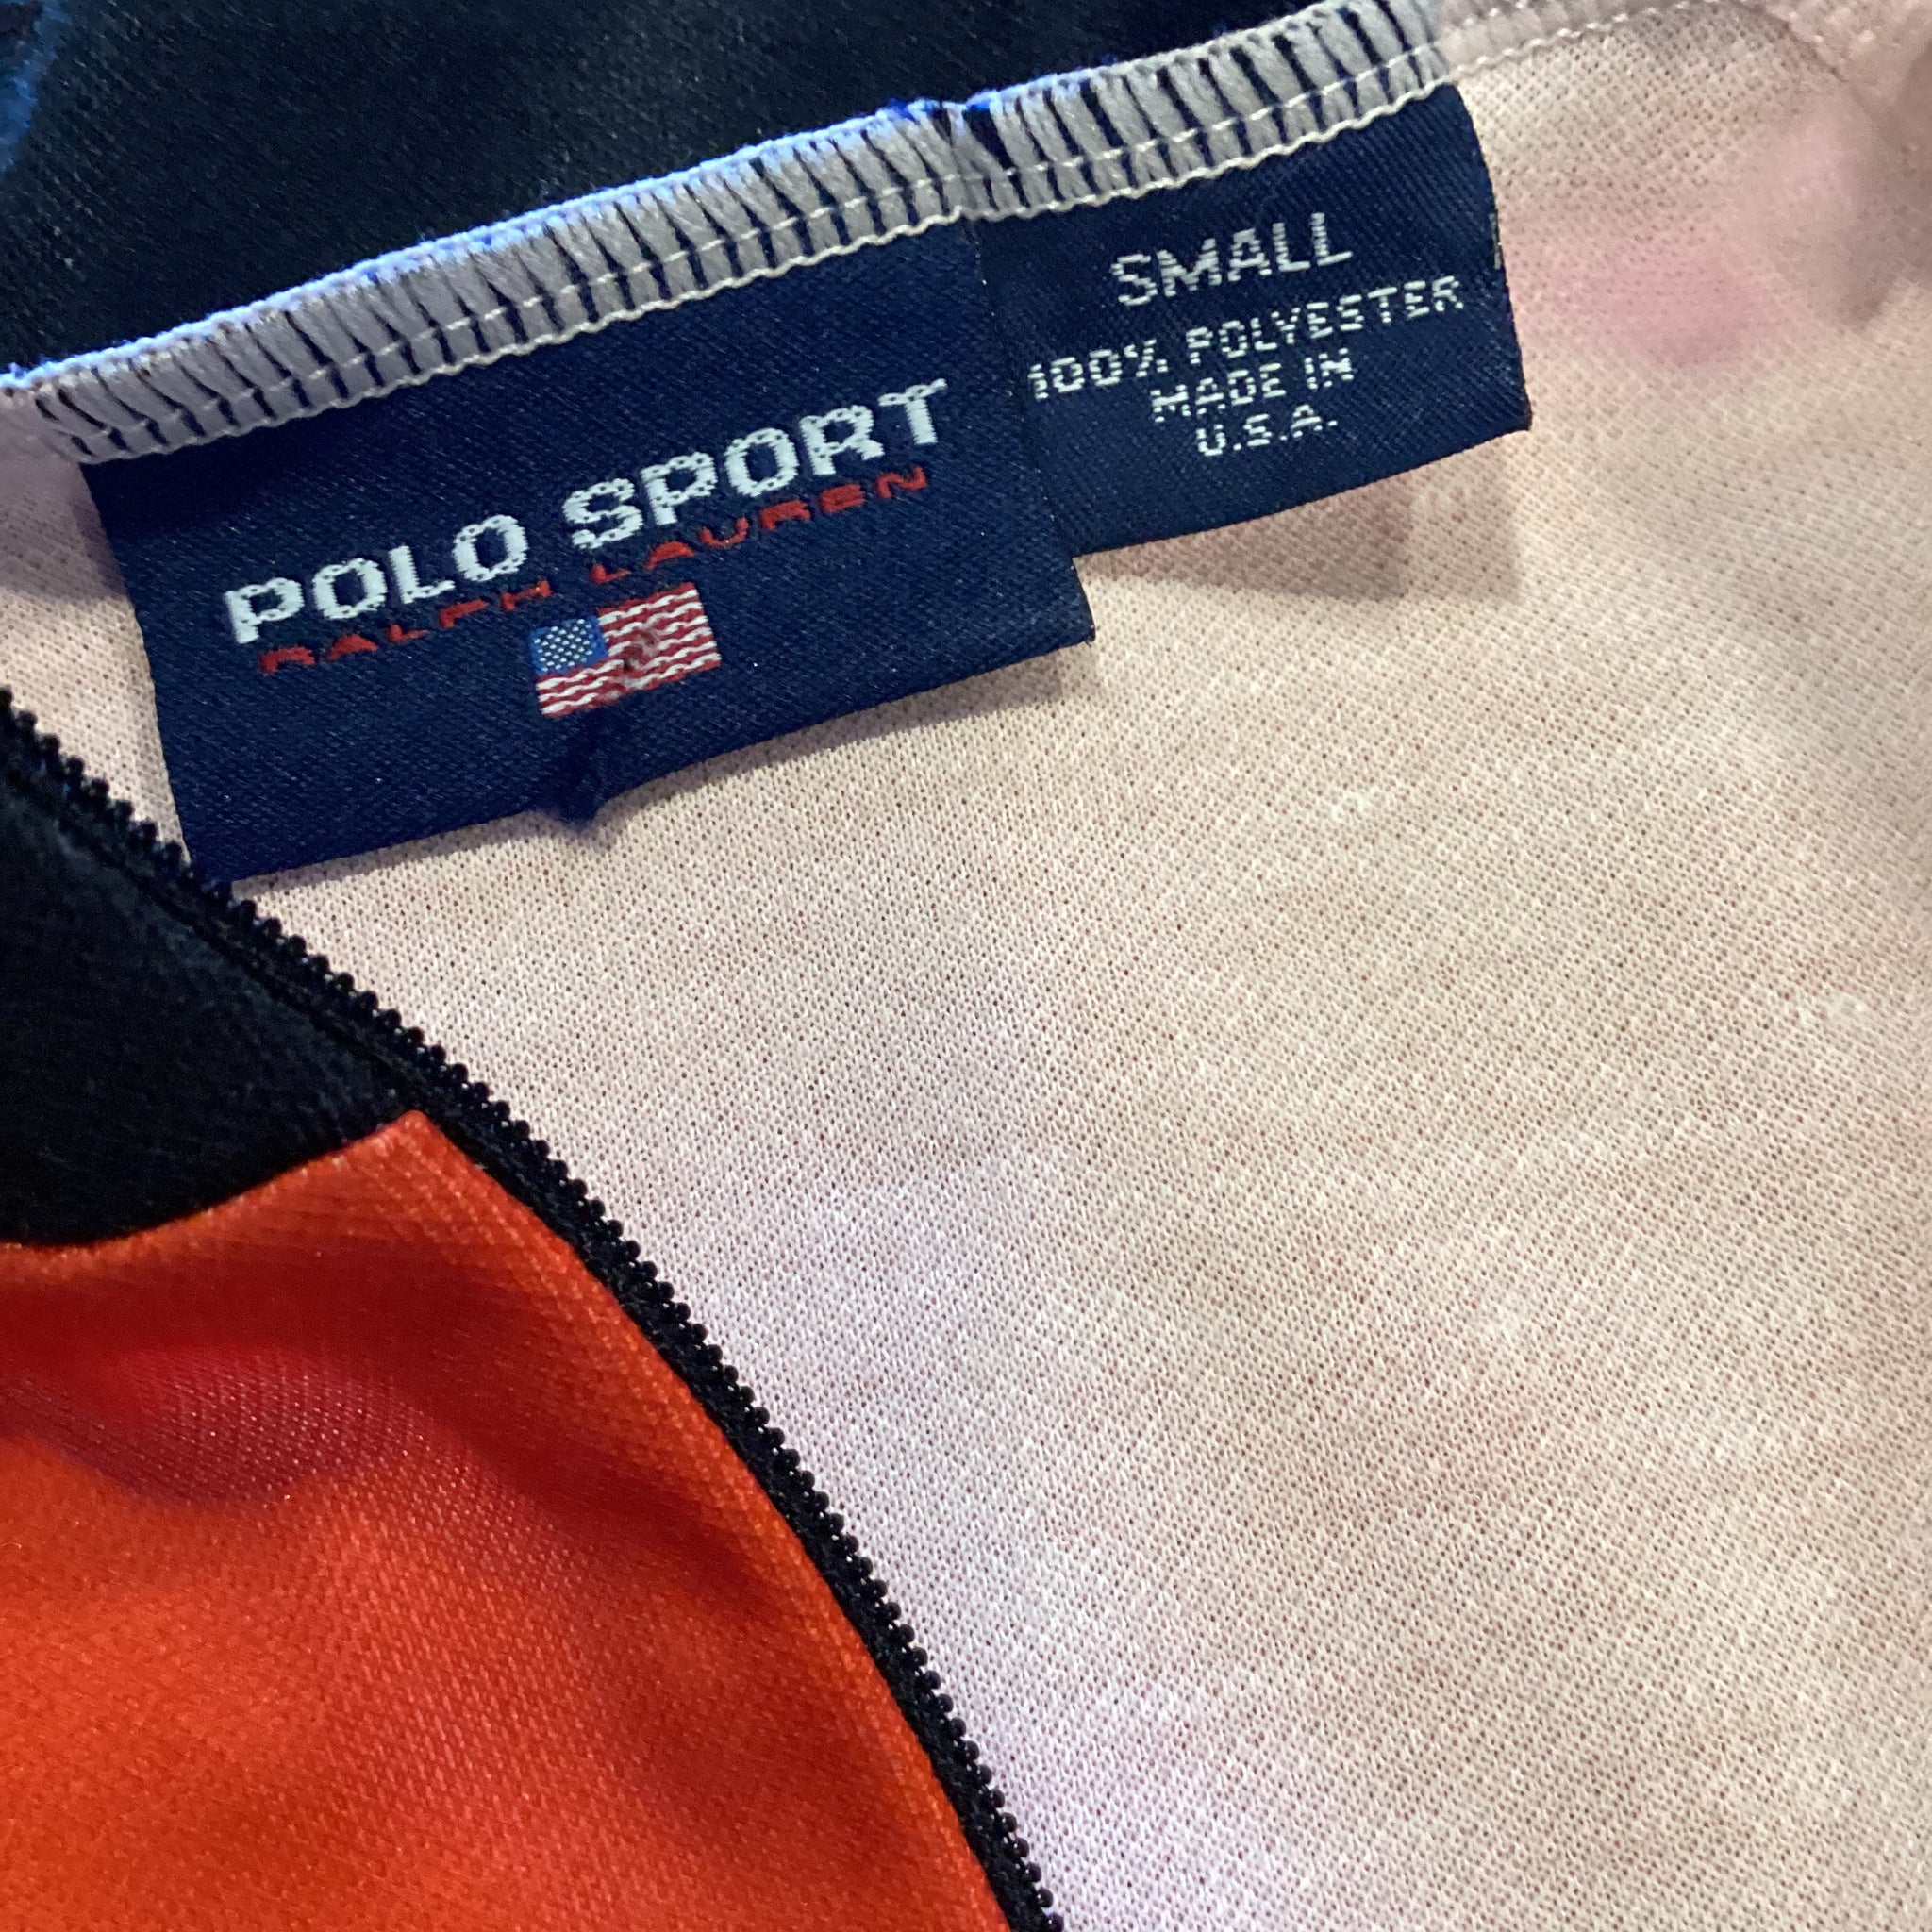 POLO SPORT
RALPH LAUREN
SMALL
100% POLYESTER
MADE IN
U.S.A.